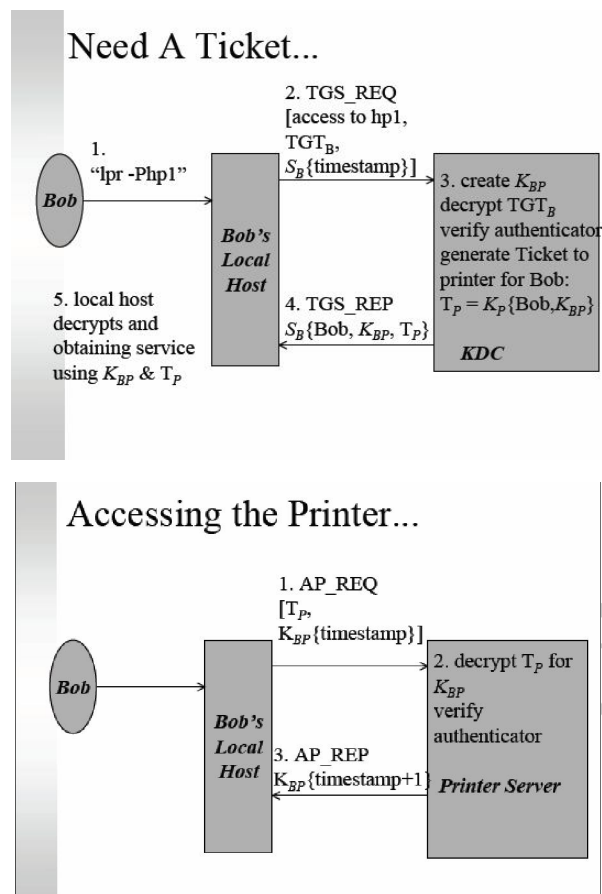 Need A Ticket...
2. TGS_REQ
[access to hp1,
TGT_B,
S_B{timestamp}]
1.
“lpr -Php1”
Bob
Bob's
Local
Host
3. create K_BP
decrypt TGT_B
verify authenticator
generate Ticket to
printer for Bob:
T_P = K_P{Bob,K_BP}
KDC
4. TGS_REP
S_B{Bob, K_BP, T_P}
5. local host
decrypts and
obtaining service
using K_BP & T_P
Accessing the Printer...
1. AP_REQ
[T_P,
K_BP{timestamp}]
Bob
Bob's
Local
Host
2. decrypt T_P for
K_BP
verify
authenticator
Printer Server
3. AP_REP
K_BP{timestamp+1}